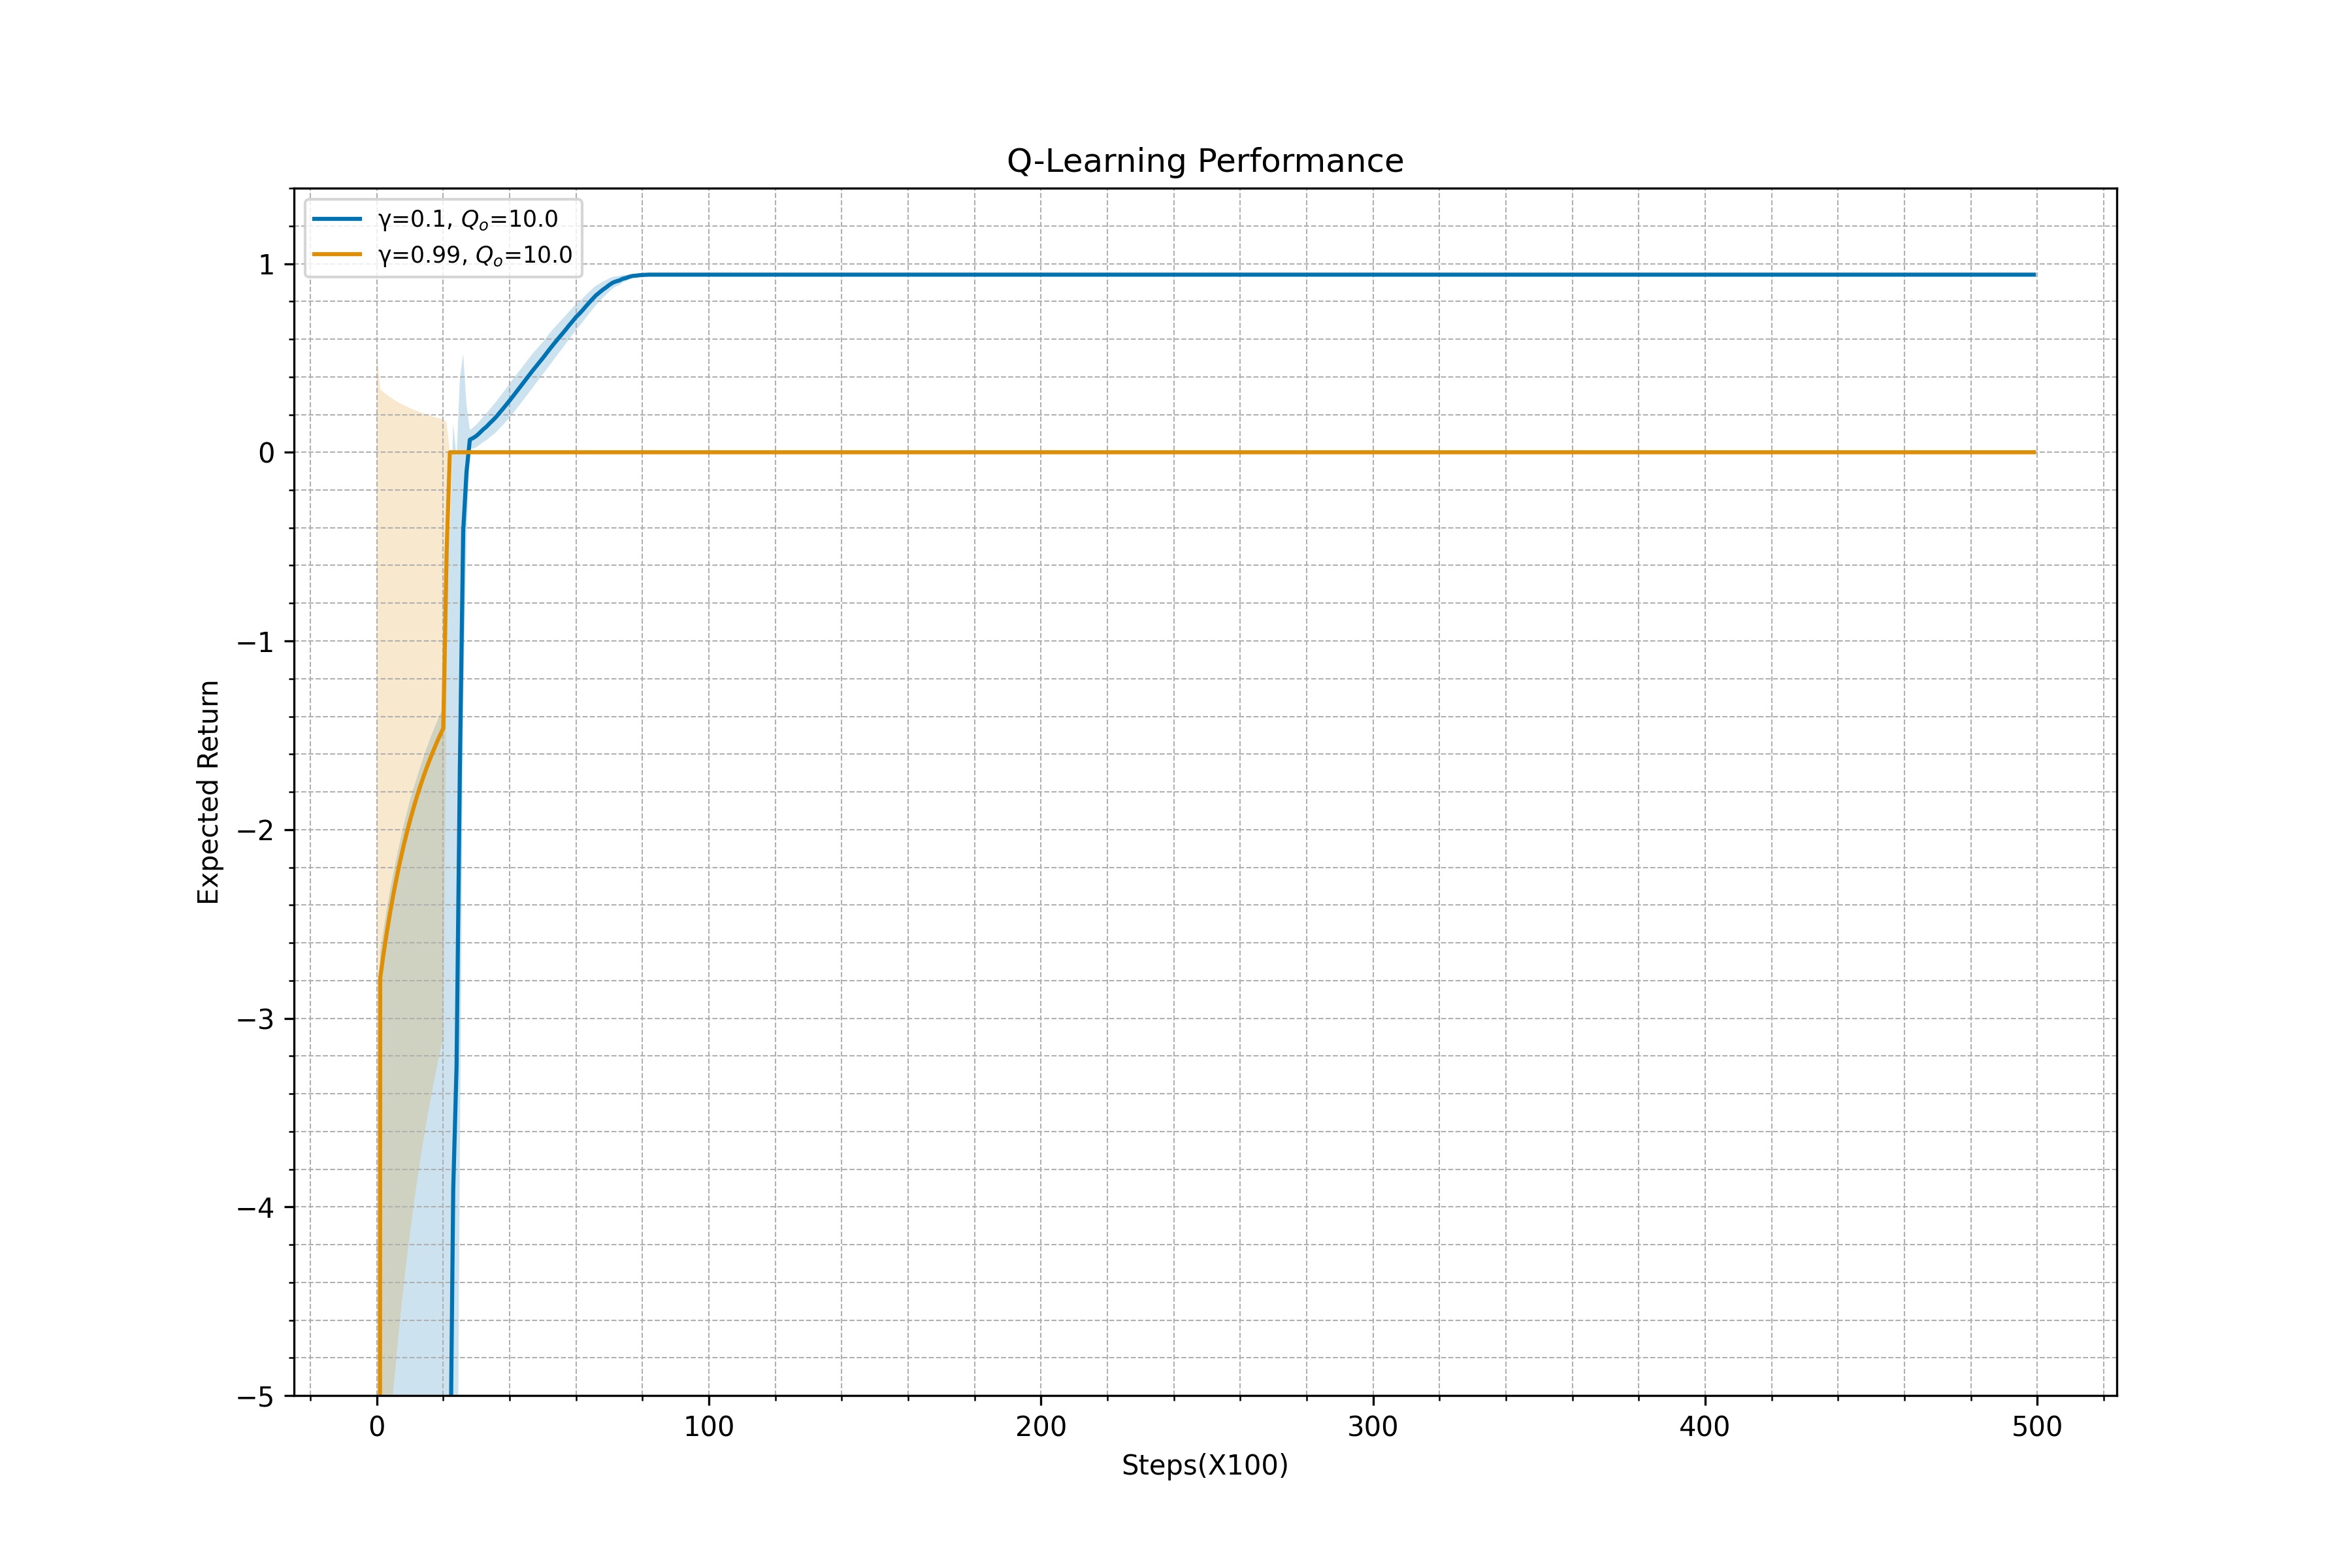 Q-Learning Performance
γ=0.1, Qo=10.0
γ=0.99, Qo=10.0
Expected Return
1
0
−1
−2
−3
−4
−5
0 100 200 300 400 500
Steps(X100)